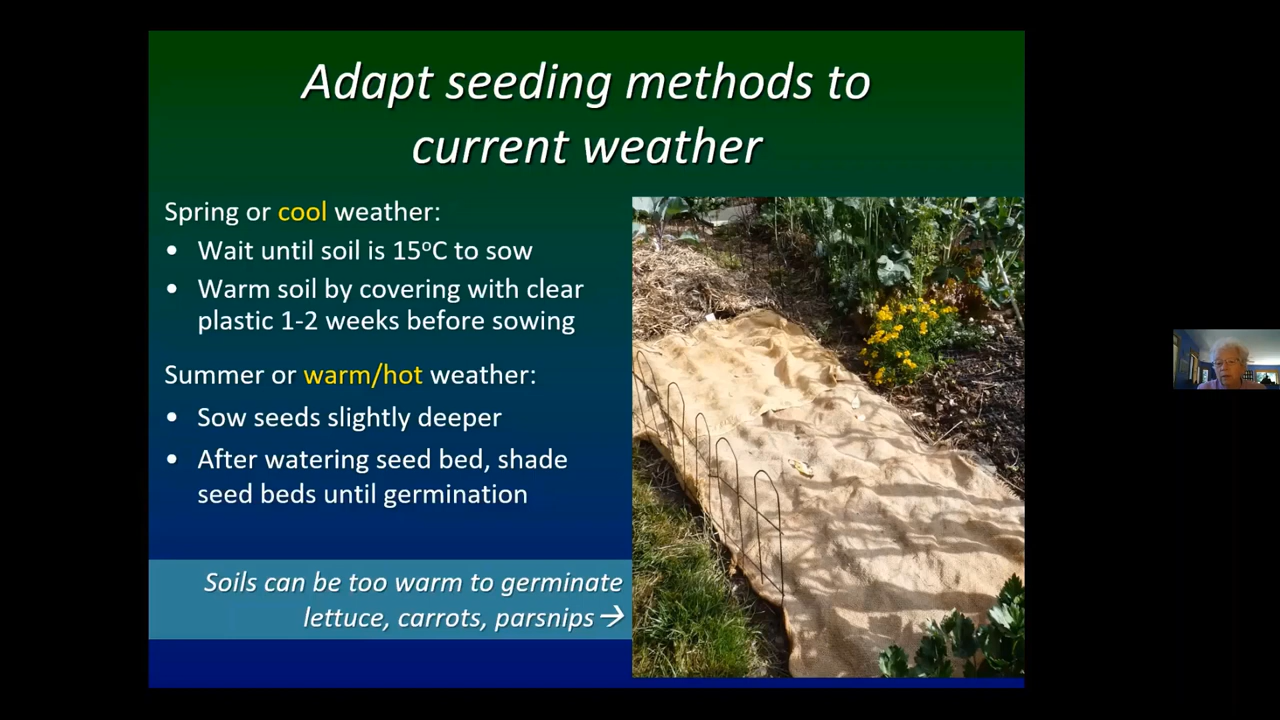 Adapt seeding methods to
current weather
Spring or cool weather:
• Wait until soil is 15ºC to sow
• Warm soil by covering with clear
plastic 1-2 weeks before sowing
Summer or warm/hot weather:
• Sow seeds slightly deeper
• After watering seed bed, shade
seed beds until germination
Soils can be too warm to germinate
lettuce, carrots, parsnips→